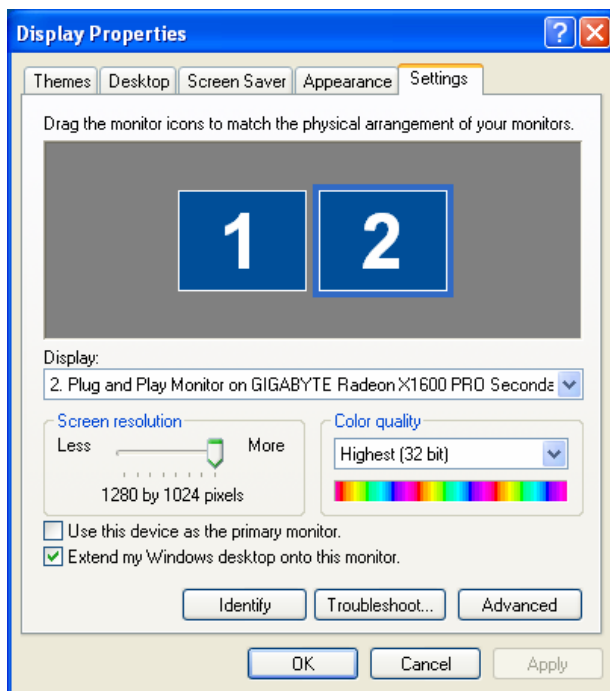 Display Properties
Themes Desktop Screen Saver Appearance Settings
Drag the monitor icons to match the physical arrangement of your monitors.
1 2
Display:
2. Plug and Play Monitor on GIGABYTE Radeon X1600 PRO Seconda
Screen resolution
Less More
1280 by 1024 pixels
Color quality
Highest (32 bit)
Use this device as the primary monitor.
Extend my Windows desktop onto this monitor.
Identify Troubleshoot... Advanced
OK Cancel Apply